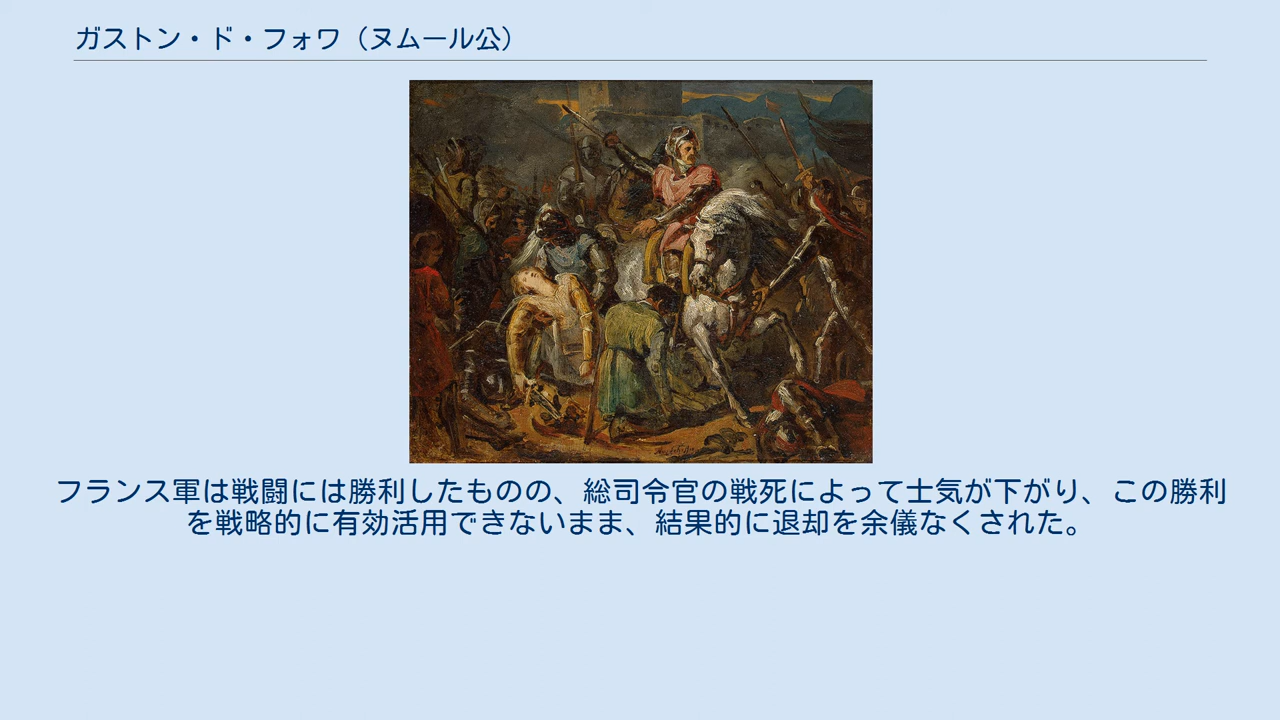 ガストン・ド・フォワ（ヌムール公）
フランス軍は戦闘には勝利したものの、総司令官の戦死によって士気が下がり、この勝利
を戦略的に有効活用できないまま、結果的に退却を余儀なくされた。